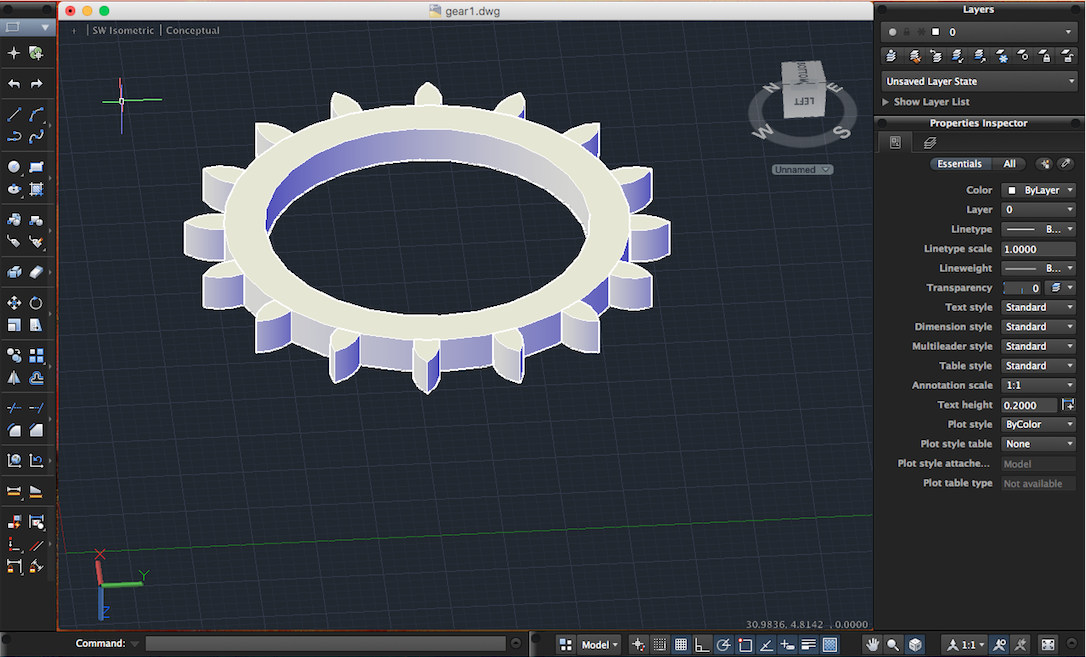 gear1.dwg
+ | SW Isometric | Conceptual
BOTTOM
LEFT
N
E
W
S
Unnamed
X
Y
Z
30.9836, 4.8142 , 0.0000
Command:
Model
1:1
Layers
0
Unsaved Layer State
Show Layer List
Properties Inspector
Essentials All
Color ByLayer
Layer 0
Linetype B...
Linetype scale 1.0000
Lineweight B...
Transparency 0
Text style Standard
Dimension style Standard
Multileader style Standard
Table style Standard
Annotation scale 1:1
Text height 0.2000
Plot style ByColor
Plot style table None
Plot style attache... Model
Plot table type Not available